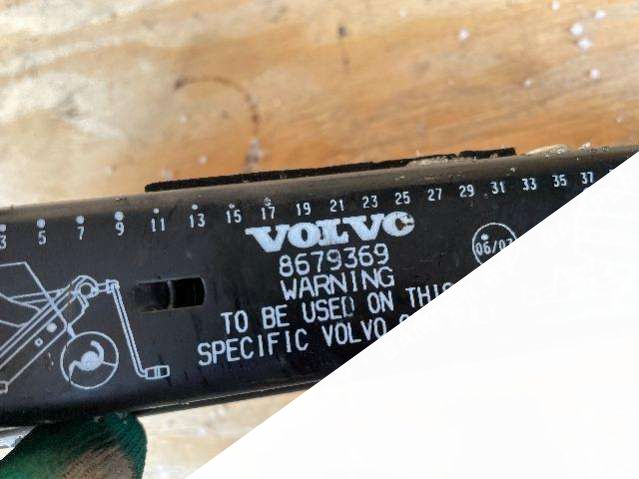 3 5 7 9 11 13 15 17 19 21 23 25 27 29 31 33 35 37
VOLVO
06/07
8679369
WARNING
TO BE USED ON THIS
SPECIFIC VOLVO